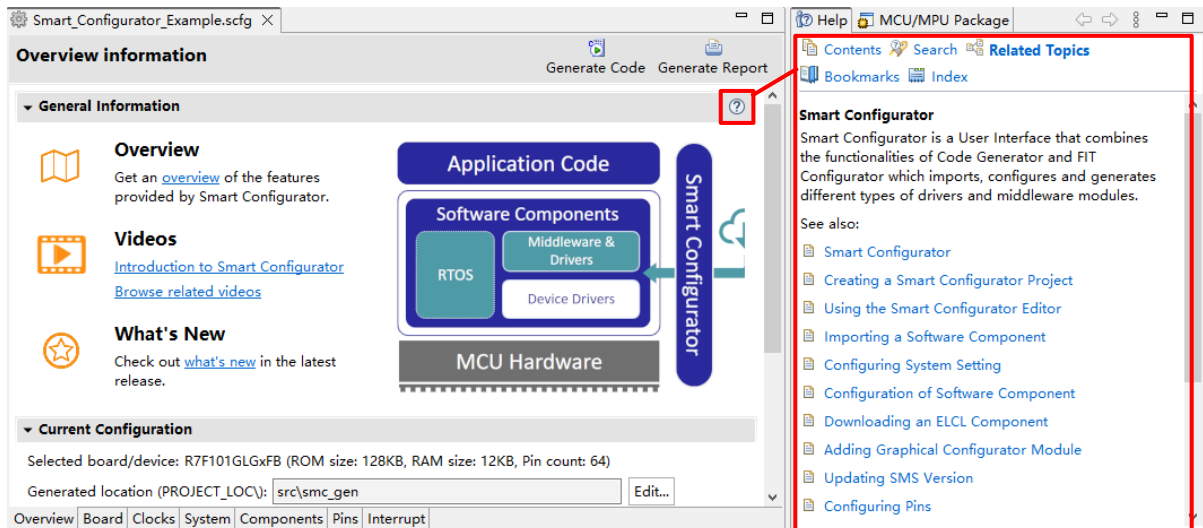 Smart_Configurator_Example.scfg
Overview information
Generate Code Generate Report
General Information
Overview
Get an overview of the features
provided by Smart Configurator.
Videos
Introduction to Smart Configurator
Browse related videos
What's New
Check out what's new in the latest
release.
Application Code
Software Components
RTOS
Middleware &
Drivers
Device Drivers
MCU Hardware
Smart Configurator
Current Configuration
Selected board/device: R7F101GLGxFB (ROM size: 128KB, RAM size: 12KB, Pin count: 64)
Generated location (PROJECT_LOC\): src\smc_gen Edit...
Overview Board Clocks System Components Pins Interrupt
Help MCU/MPU Package
Contents Search Related Topics
Bookmarks Index
Smart Configurator
Smart Configurator is a User Interface that combines
the functionalities of Code Generator and FIT
Configurator which imports, configures and generates
different types of drivers and middleware modules.
See also:
Smart Configurator
Creating a Smart Configurator Project
Using the Smart Configurator Editor
Importing a Software Component
Configuring System Setting
Configuration of Software Component
Downloading an ELCL Component
Adding Graphical Configurator Module
Updating SMS Version
Configuring Pins